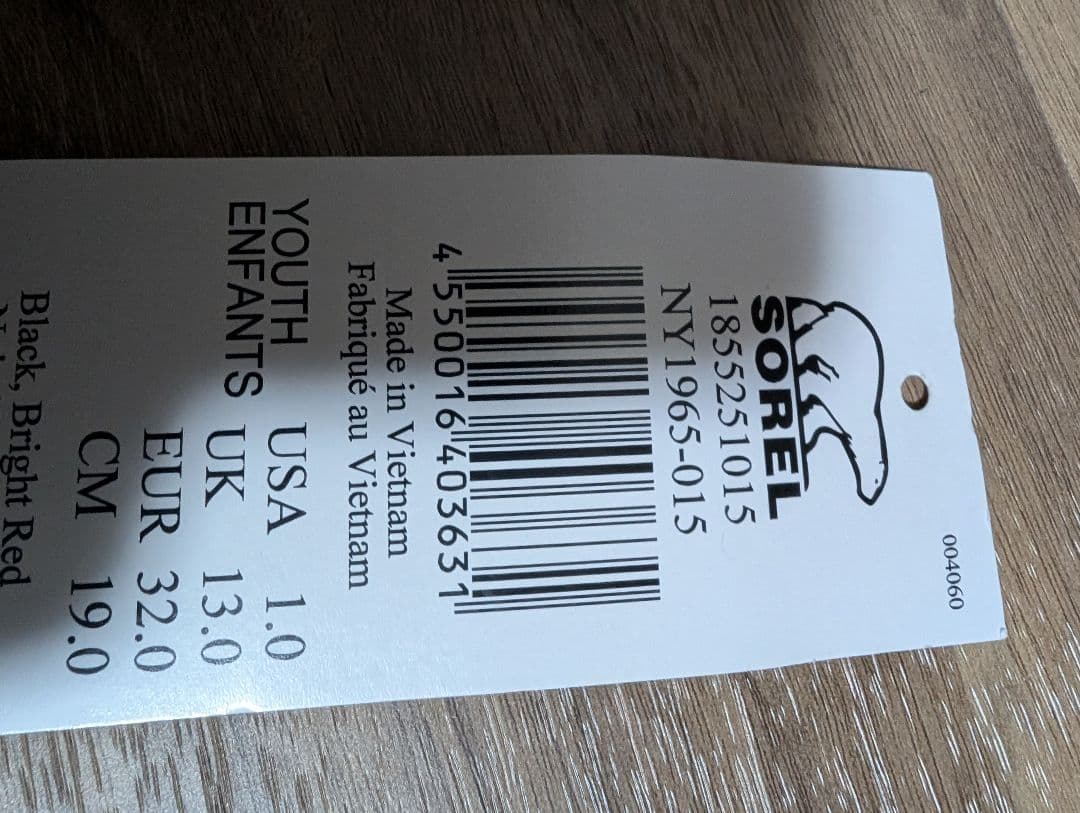 004060
SOREL
1855251015
NY1965-015
4 550016 403631
Made in Vietnam
Fabriqué au Vietnam
YOUTH USA 1.0
ENFANTS UK 13.0
EUR 32.0
CM 19.0
Black, Bright Red